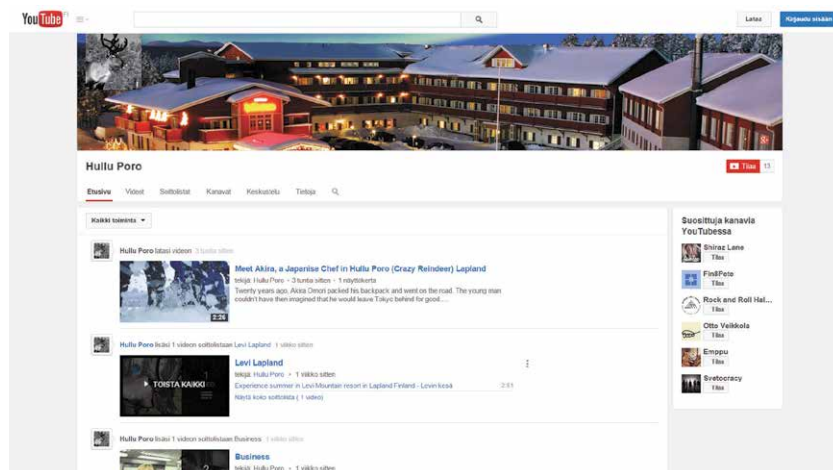 YouTube FI
Lataa
Kirjaudu sisään
Hullu Poro
Tilaa 13
Etusivu Videot Soittolistat Kanavat Keskustelu Tietoja
Kaikki toiminta
Hullu Poro latasi videon 3 tuntia sitten
Meet Akira, a Japanise Chef in Hullu Poro (Crazy Reindeer) Lapland
tekijä: Hullu Poro • 3 tuntia sitten • 1 näyttökerta
Twenty years ago, Akira Omori packed his backpack and went on the road. The young man
couldn't have then imagined that he would leave Tokyo behind for good....
2:26
Hullu Poro lisäsi 1 videon soittolistaan Levi Lapland 1 viikko sitten
Levi Lapland
tekijä: Hullu Poro • 1 viikko sitten
TOISTA KAIKKI
1
Experience summer in Levi Mountain resort in Lapland Finland - Levin kesä 2:51
Näytä koko soittolista (1 video)
Hullu Poro lisäsi 1 videon soittolistaan Business 1 viikko sitten
Business
2
tekijä: Hullu Poro • 1 viikko sitten
Suosittuja kanavia
YouTubessa
Shiraz Lane
Tilaa
Fin8Pete
Tilaa
Rock and Roll Hal...
Tilaa
Otto Veikkola
Tilaa
Emppu
Tilaa
Svetocracy
Tilaa